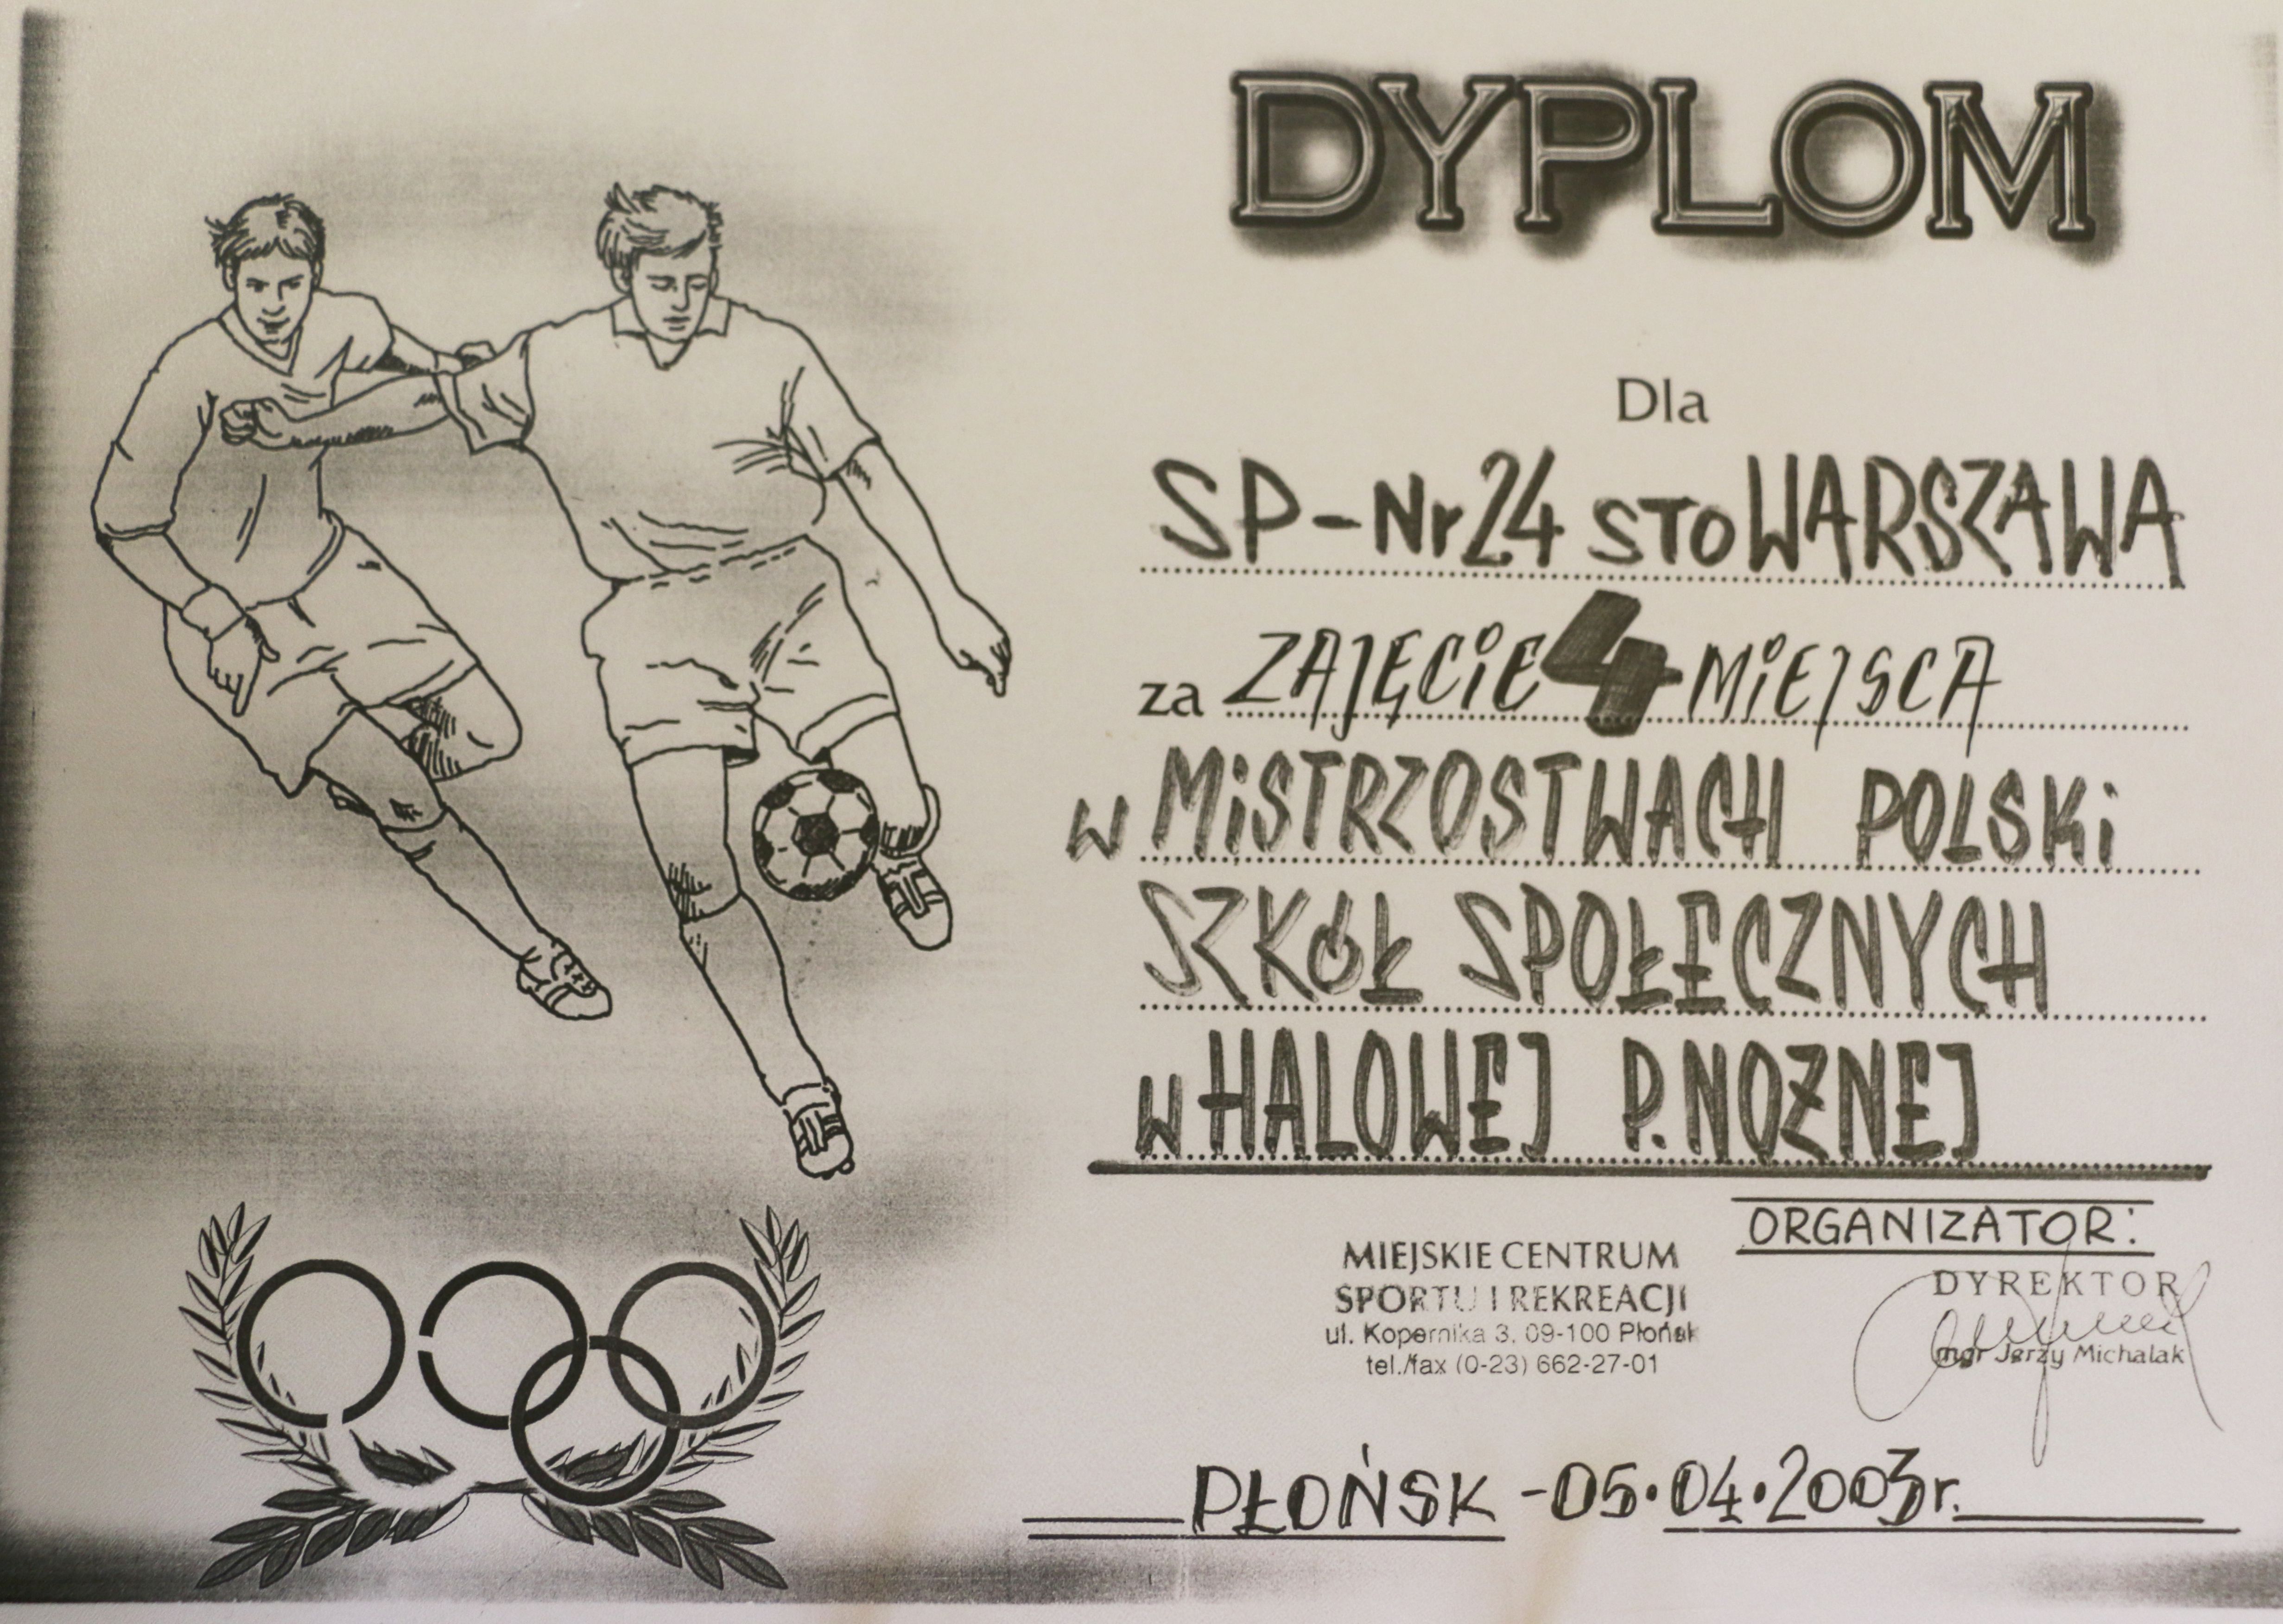 DYPLOM
Dla
SP-Nr 24 STO WARSZAWA
za ZAJĘCIE 4 MIEJSCA
w MiSTRZOSTWACH POLSKi
SZKÓŁ SPOŁECZNYCH
w HALOWEJ P. NOŻNEJ
ORGANIZATOR:
MIEJSKIE CENTRUM
SPORTU I REKREACJI
ul. Kopernika 3, 09-100 Płońsk
tel./fax (0-23) 662-27-01
DYREKTOR
mgr Jerzy Michalak
PŁOŃSK - 05.04.2003r.